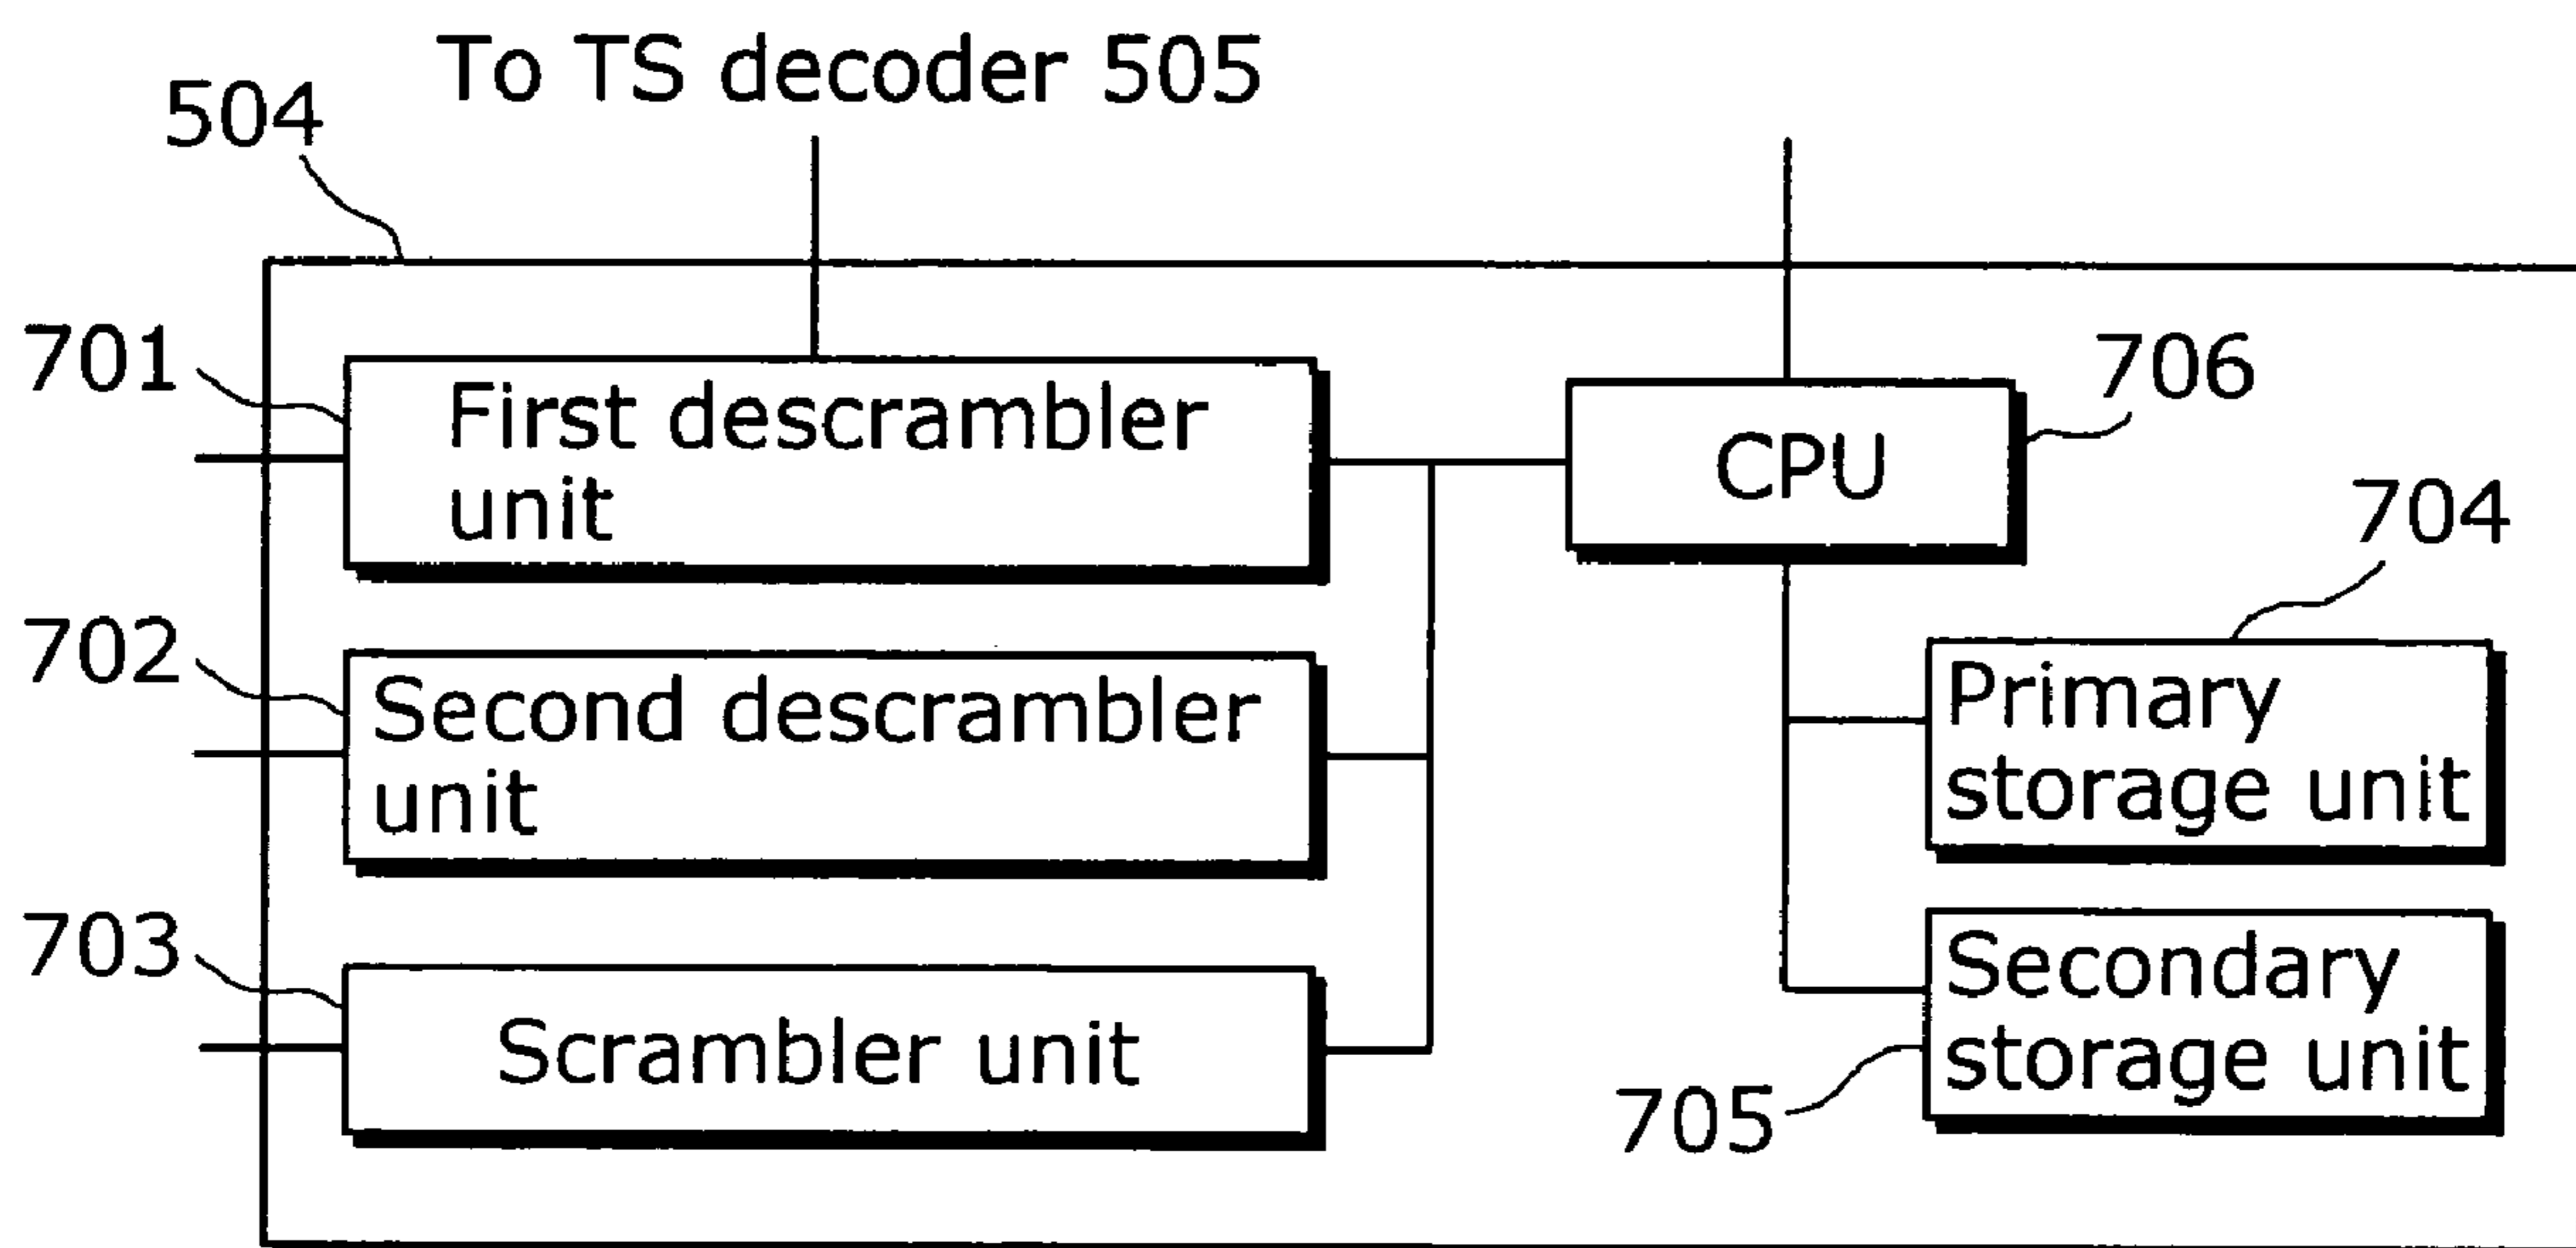 To TS decoder 505
504
701
First descrambler
unit
CPU
706
704
702
Second descrambler
unit
Primary
storage unit
703
Scrambler unit
Secondary
storage unit
705